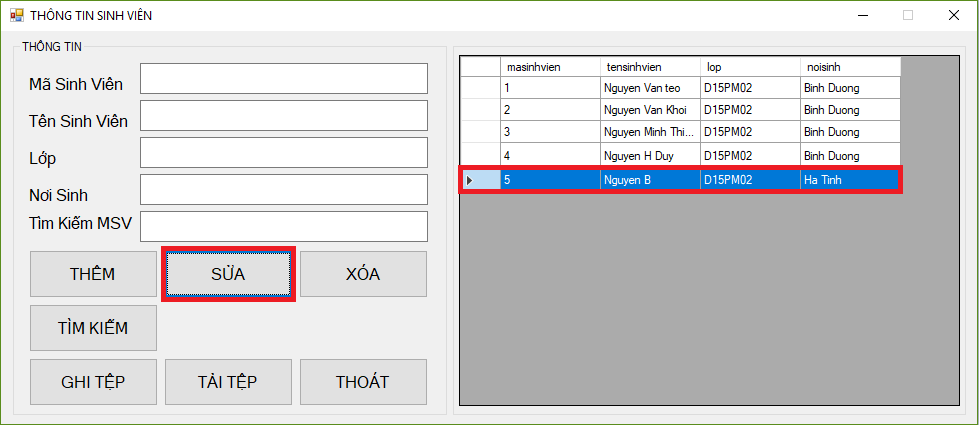 THÔNG TIN SINH VIÊN
THÔNG TIN
Mã Sinh Viên
Tên Sinh Viên
Lớp
Nơi Sinh
Tìm Kiếm MSV
THÊM SỬA XÓA
TÌM KIẾM
GHI TỆP TẢI TỆP THOÁT
masinhvien tensinhvien lop noisinh
1 Nguyen Van teo D15PM02 Binh Duong
2 Nguyen Van Khoi D15PM02 Binh Duong
3 Nguyen Minh Thi... D15PM02 Binh Duong
4 Nguyen H Duy D15PM02 Binh Duong
5 Nguyen B D15PM02 Ha Tinh